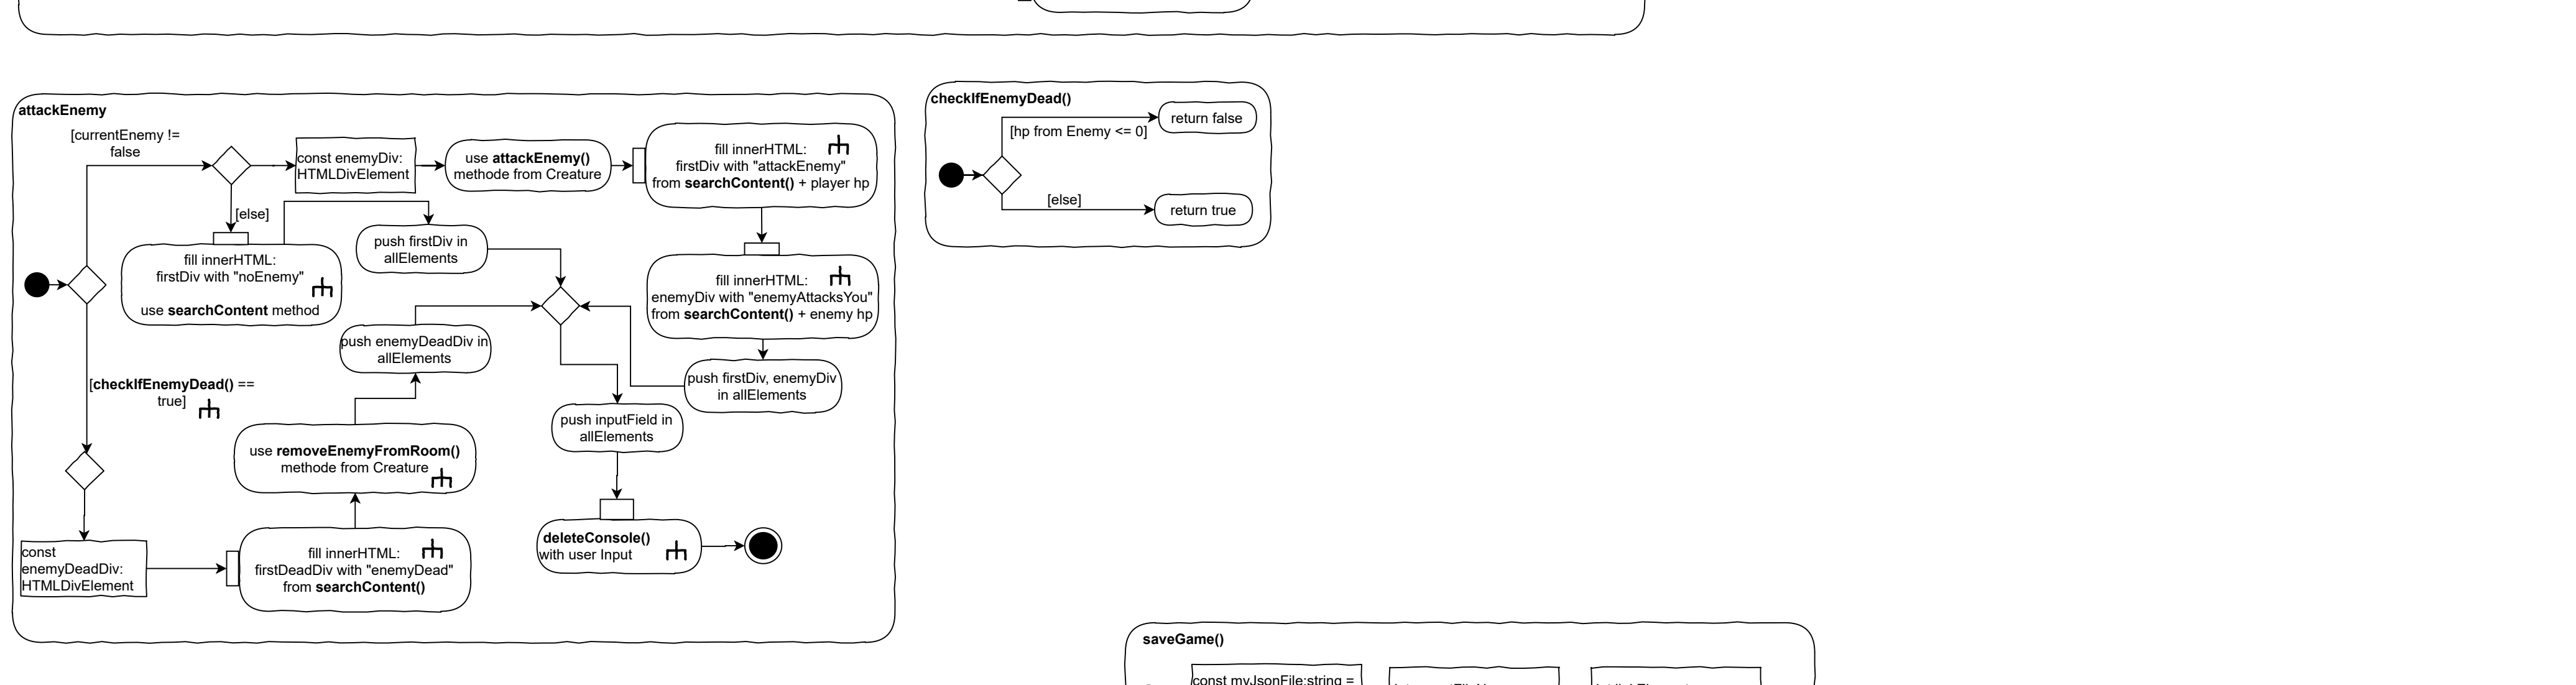 attackEnemy
[currentEnemy !=
false
const enemyDiv:
HTMLDivElement
use attackEnemy()
methode from Creature
fill innerHTML:
firstDiv with "attackEnemy"
from searchContent() + player hp
[else]
fill innerHTML:
firstDiv with "noEnemy"
use searchContent method
push firstDiv in
allElements
fill innerHTML:
enemyDiv with "enemyAttacksYou"
from searchContent() + enemy hp
push enemyDeadDiv in
allElements
push firstDiv, enemyDiv
in allElements
[checkIfEnemyDead() ==
true]
push inputField in
allElements
use removeEnemyFromRoom()
methode from Creature
deleteConsole()
with user Input
const
enemyDeadDiv:
HTMLDivElement
fill innerHTML:
firstDeadDiv with "enemyDead"
from searchContent()
checkIfEnemyDead()
return false
[hp from Enemy <= 0]
[else]
return true
saveGame()
const myJsonFile:string =